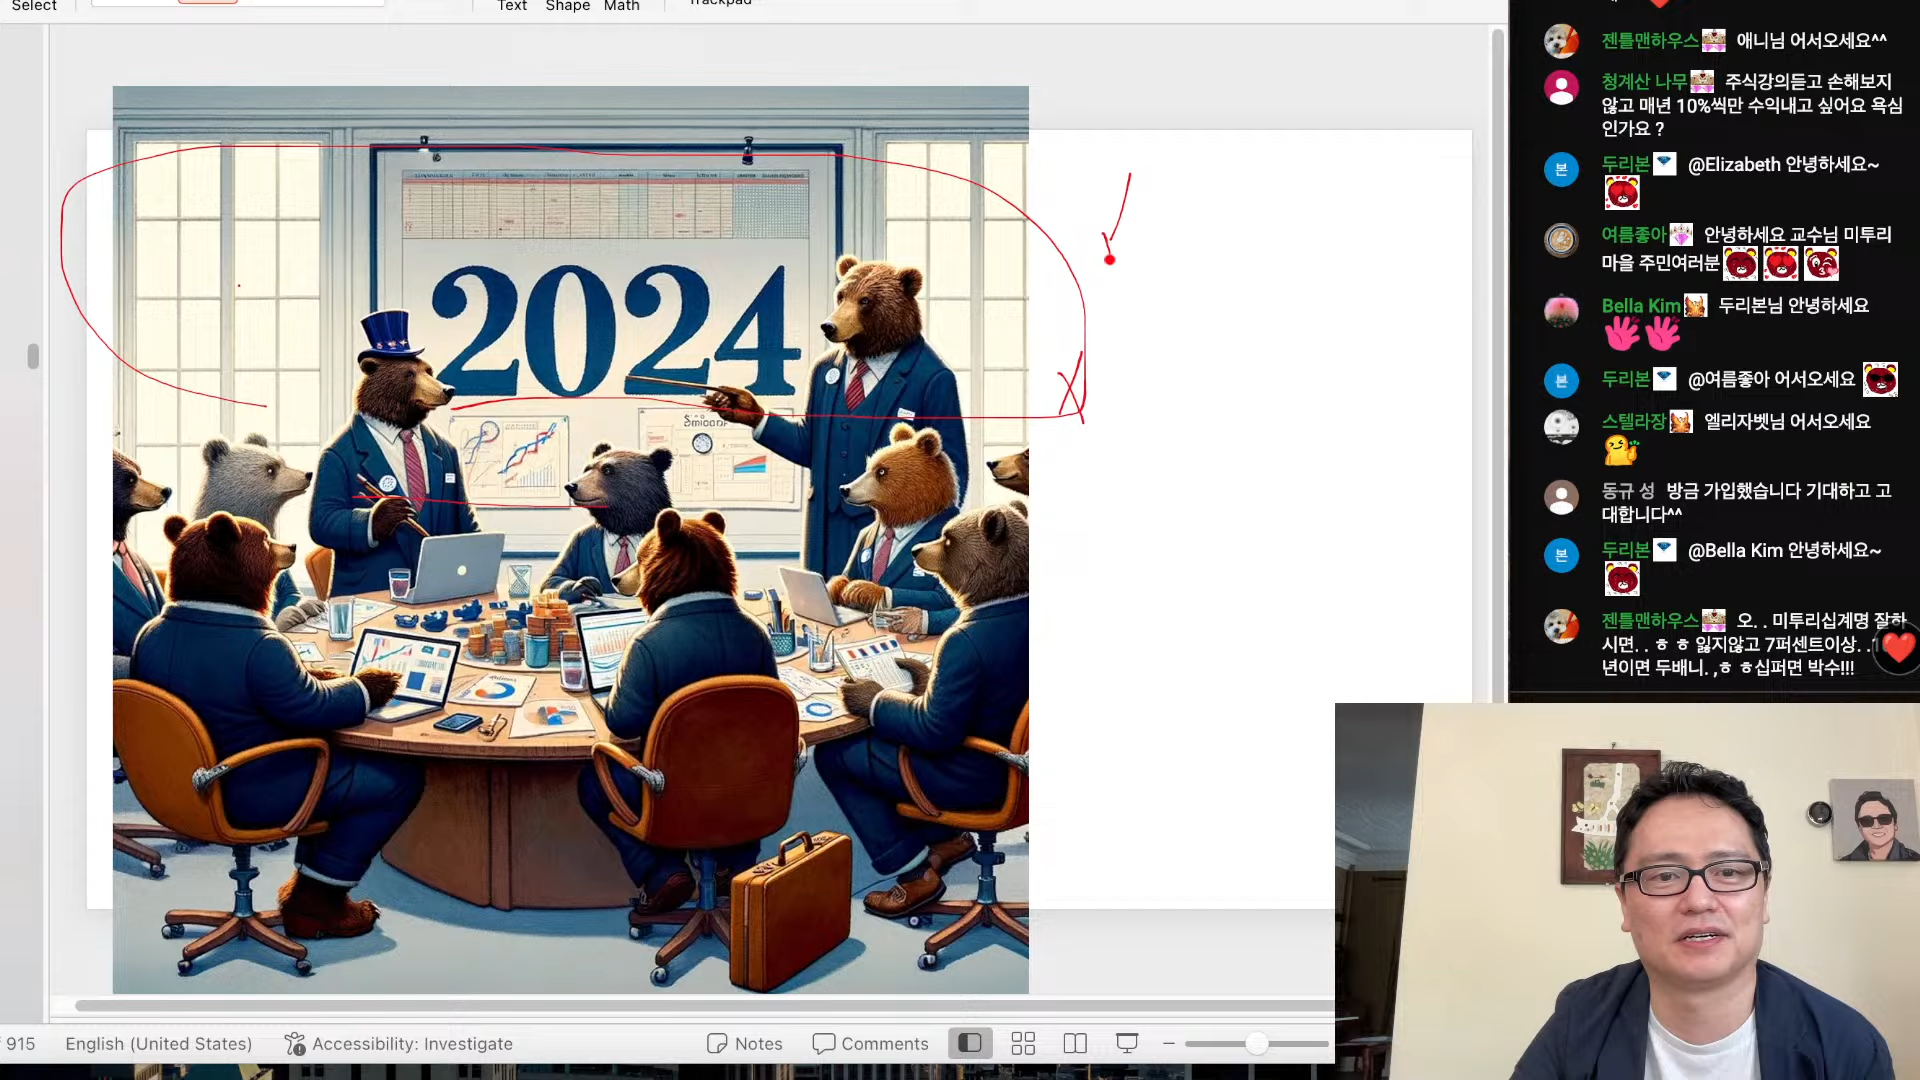 Select
Text Shape Math
Trackpad
2024
915
English (United States)
Accessibility: Investigate
Notes
Comments
젠틀맨하우스 애니님 어서오세요^^
청계산 나무 주식강의듣고 손해보지
않고 매년 10%씩만 수익내고 싶어요 욕심
인가요 ?
본
두리본 @Elizabeth 안녕하세요~
여름좋아 안녕하세요 교수님 미투리
마을 주민여러분
Bella Kim 두리본님 안녕하세요
본
두리본 @여름좋아 어서오세요
스텔라장 엘리자벳님 어서오세요
동규 성 방금 가입했습니다 기대하고 고
대합니다^^
본
두리본 @Bella Kim 안녕하세요~
젠틀맨하우스 오. . 미투리십계명 잘하
시면. . ㅎ ㅎ 잃지않고 7퍼센트이상. .
년이면 두배니. ,ㅎ ㅎ십퍼면 박수!!!